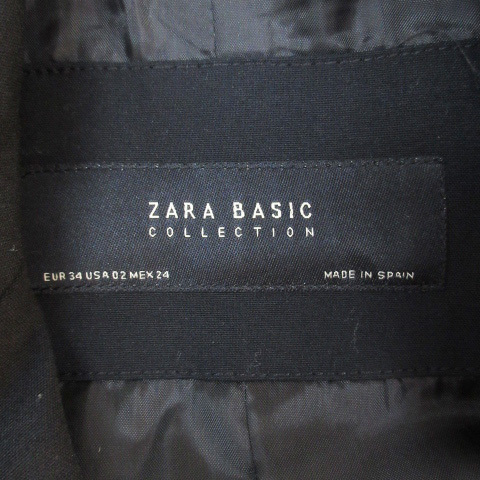 ZARA BASIC
COLLECTION
EUR 34 USA 02 MEX 24
MADE IN SPAIN